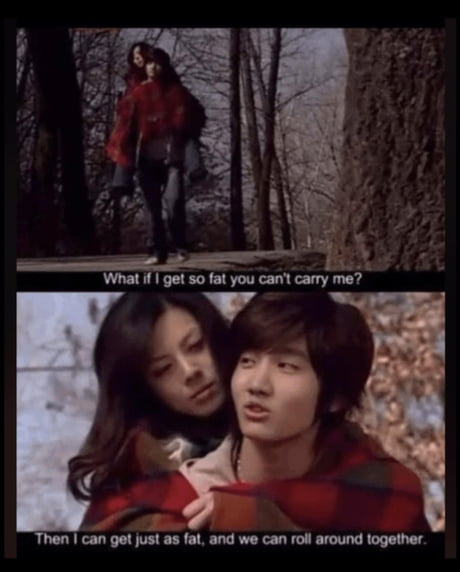 What if I get so fat you can't carry me?
Then I can get just as fat, and we can roll around together.